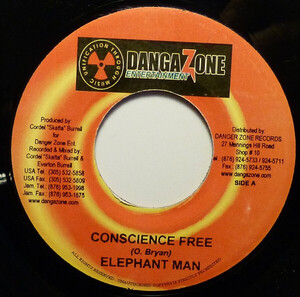 UNIFICATION THROUGH MUSIC
DANGAZONE
ENTERTAINMENT
Produced by:
Cordel "Skatta" Burrell
for
Danger Zone Ent.
Recorded & Mixed by:
Cordel "Skatta" Burrell &
Everton Burrell
USA Tel: (305) 532-5858
USA Fax (305) 532-5809
Jam Tel: (876) 953-1998
Jam Fax: (876) 953-1675
www.dangazone.com
Distributed by:
DANGER ZONE RECORDS
27 Mannings Hill Road
Shop # 10
Tel: (876) 924-5733 / 924-5711
Fax: (876) 924-5755
www.dangazone.com
SIDE A
CONSCIENCE FREE
(O. Bryan)
ELEPHANT MAN